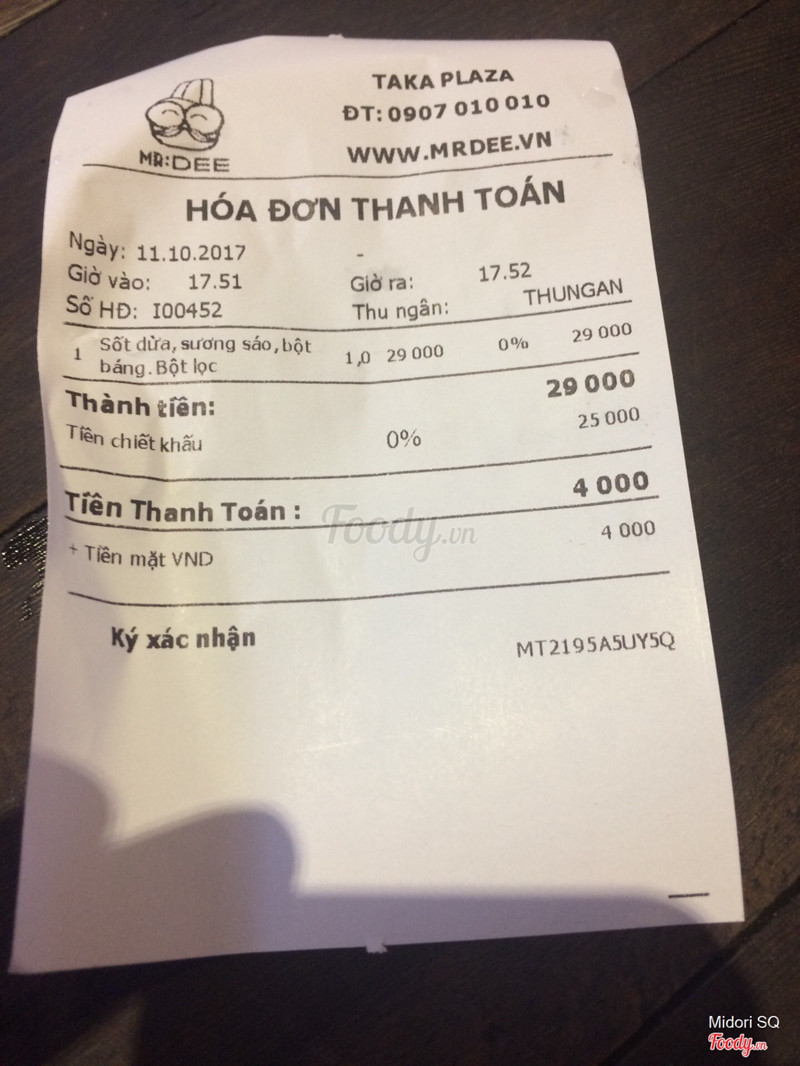 MR:DEE
TAKA PLAZA
ĐT: 0907 010 010
WWW.MRDEE.VN
HÓA ĐƠN THANH TOÁN
Ngày: 11.10.2017 -
Giờ vào: 17.51 Giờ ra: 17.52
Số HĐ: I00452 Thu ngân: THUNGAN
1 Sốt dừa, sương sáo, bột 1,0 29 000 0% 29 000
báng. Bột lọc
Thành tiền: 29 000
Tiền chiết khấu 0% 25 000
Tiền Thanh Toán : 4 000
+ Tiền mặt VND 4 000
Ký xác nhận MT2195A5UY5Q
Foody.vn
Midori SQ
Foody.vn